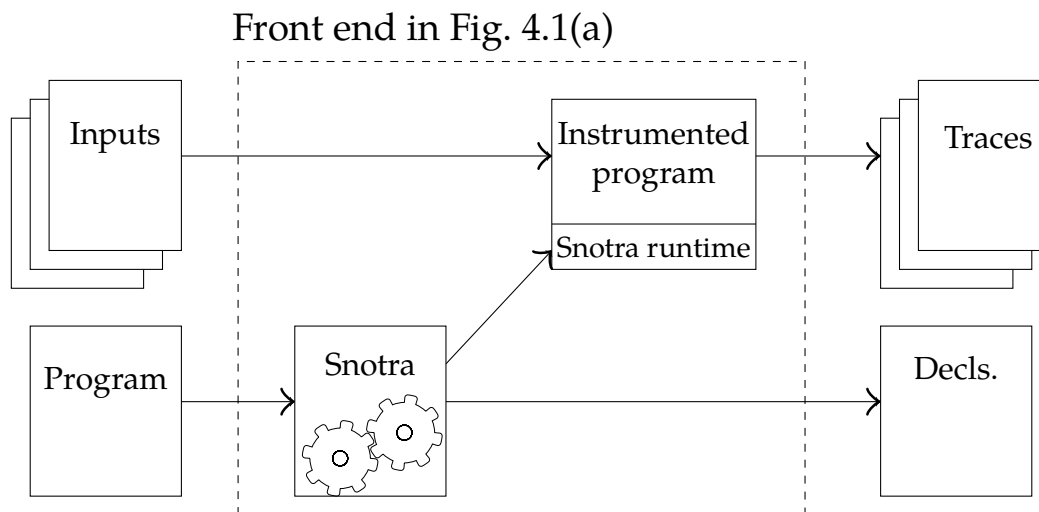 Front end in Fig. 4.1(a)
Inputs
Instrumented
program
Snotra runtime
Traces
Program
Snotra
Decls.